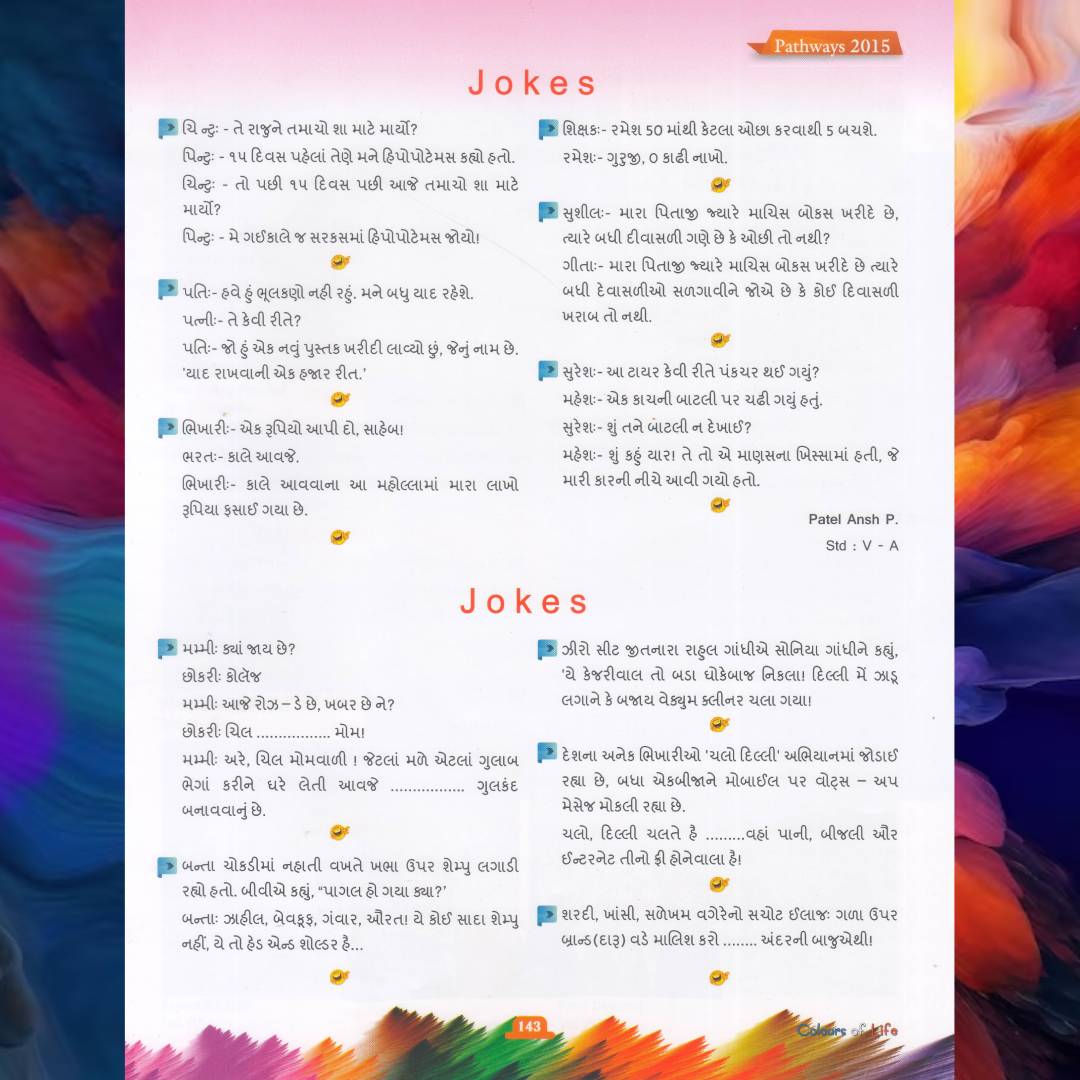 Pathways 2015
Jokes
ચિન્ટુઃ - તે રાજુને તમાચો શા માટે માર્યો?
પિન્ટુઃ - ૧૫ દિવસ પહેલાં તેણે મને હિપોપોટેમસ કહ્યો હતો.
ચિન્ટુઃ - તો પછી ૧૫ દિવસ પછી આજે તમાચો શા માટે
માર્યો?
પિન્ટુઃ - મે ગઈકાલે જ સરકસમાં હિપોપોટેમસ જોયો!
પતિઃ- હવે હું ભૂલકણો નહી રહું. મને બધુ યાદ રહેશે.
પત્નીઃ- તે કેવી રીતે?
પતિઃ- જો હું એક નવું પુસ્તક ખરીદી લાવ્યો છું, જેનું નામ છે.
'યાદ રાખવાની એક હજાર રીત.'
ભિખારીઃ- એક રૂપિયો આપી દો, સાહેબ!
ભરતઃ- કાલે આવજે.
ભિખારીઃ- કાલે આવવાના આ મહોલ્લામાં મારા લાખો
રૂપિયા ફસાઈ ગયા છે.
શિક્ષકઃ- રમેશ 50 માંથી કેટલા ઓછા કરવાથી 5 બચશે.
રમેશઃ- ગુરુજી, 0 કાઢી નાખો.
સુશીલઃ- મારા પિતાજી જ્યારે માચિસ બોકસ ખરીદે છે,
ત્યારે બધી દીવાસળી ગણે છે કે ઓછી તો નથી?
ગીતાઃ- મારા પિતાજી જ્યારે માચિસ બોકસ ખરીદે છે ત્યારે
બધી દેવાસળીઓ સળગાવીને જોએ છે કે કોઈ દિવાસળી
ખરાબ તો નથી.
સુરેશઃ- આ ટાયર કેવી રીતે પંકચર થઈ ગયું?
મહેશઃ- એક કાચની બાટલી પર ચઢી ગયું હતું.
સુરેશઃ- શું તને બાટલી ન દેખાઈ?
મહેશઃ- શું કહું યાર! તે તો એ માણસના ખિસ્સામાં હતી, જે
મારી કારની નીચે આવી ગયો હતો.
Patel Ansh P.
Std : V - A
Jokes
મમ્મીઃ ક્યાં જાય છે?
છોકરીઃ કોલૅજ
મમ્મીઃ આજે રોઝ – ડે છે, ખબર છે ને?
છોકરીઃ ચિલ ................. મોમ!
મમ્મીઃ અરે, ચિલ મોમવાળી ! જેટલાં મળે એટલાં ગુલાબ
ભેગાં કરીને ઘરે લેતી આવજે ................. ગુલકંદ
બનાવવાનું છે.
બન્તા ચોકડીમાં નહાતી વખતે ખભા ઉપર શેમ્પુ લગાડી
રહ્યો હતો. બીવીએ કહ્યું, “પાગલ હો ગયા ક્યા?’
બન્તાઃ ઝાહીલ, બેવકૂફ, ગંવાર, ઔરત! યે કોઈ સાદા શેમ્પુ
નહીં, યે તો હેડ એન્ડ શોલ્ડર હૈ...
ઝીરો સીટ જીતનારા રાહુલ ગાંધીએ સોનિયા ગાંધીને કહ્યું,
'યે કેજરીવાલ તો બડા ધોકેબાજ નિકલા! દિલ્લી મેં ઝાડૂ
લગાને કે બજાય વેક્યુમ ક્લીનર ચલા ગયા!
દેશના અનેક ભિખારીઓ 'ચલો દિલ્લી' અભિયાનમાં જોડાઈ
રહ્યા છે, બધા એકબીજાને મોબાઈલ પર વોટ્સ – અપ
મેસેજ મોકલી રહ્યા છે.
ચલો, દિલ્લી ચલતે હૈ .........વહાં પાની, બીજલી ઔર
ઈન્ટરનેટ તીનો ફ્રી હોનેવાલા હૈ!
શરદી, ખાંસી, સળેખમ વગેરેનો સચોટ ઈલાજઃ ગળા ઉપર
બ્રાન્ડ(દારૂ) વડે માલિશ કરો ........ અંદરની બાજુએથી!
143
Colours of Life